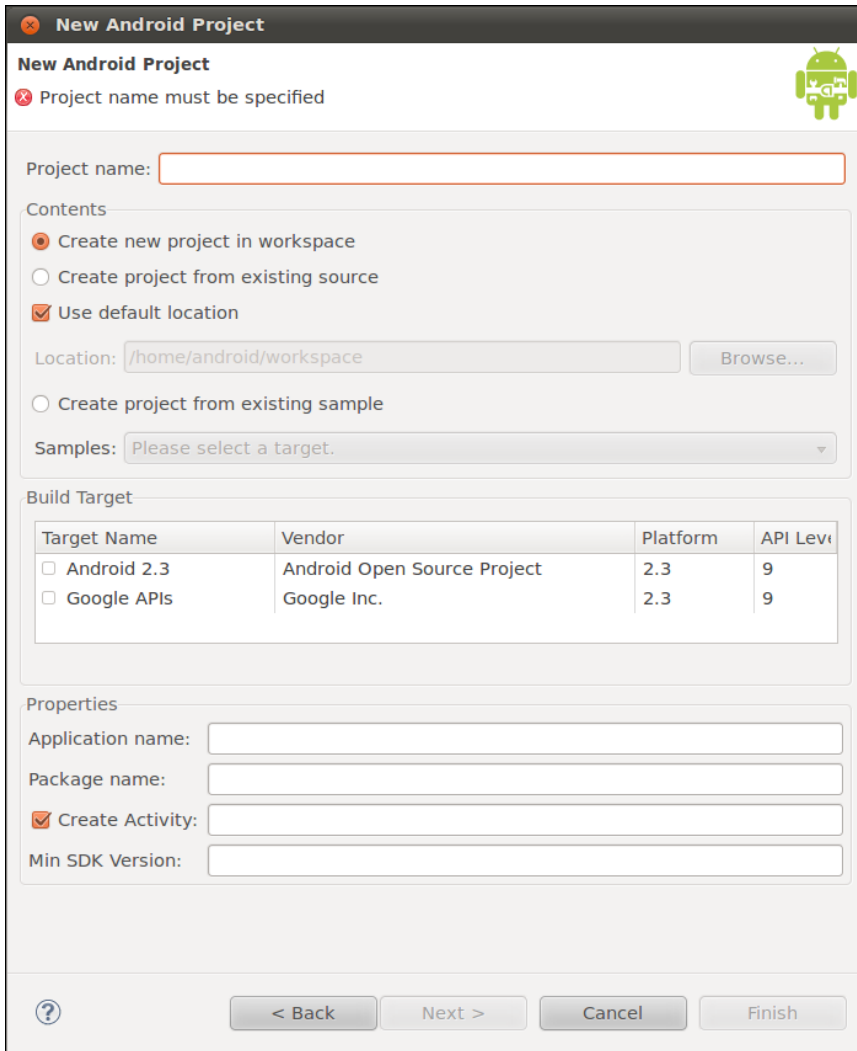 New Android Project
New Android Project
Project name must be specified
Project name:
Contents
Create new project in workspace
Create project from existing source
Use default location
Location: /home/android/workspace Browse...
Create project from existing sample
Samples: Please select a target.
Build Target
Target Name Vendor Platform API Leve
Android 2.3 Android Open Source Project 2.3 9
Google APIs Google Inc. 2.3 9
Properties
Application name:
Package name:
Create Activity:
Min SDK Version:
? < Back Next > Cancel Finish